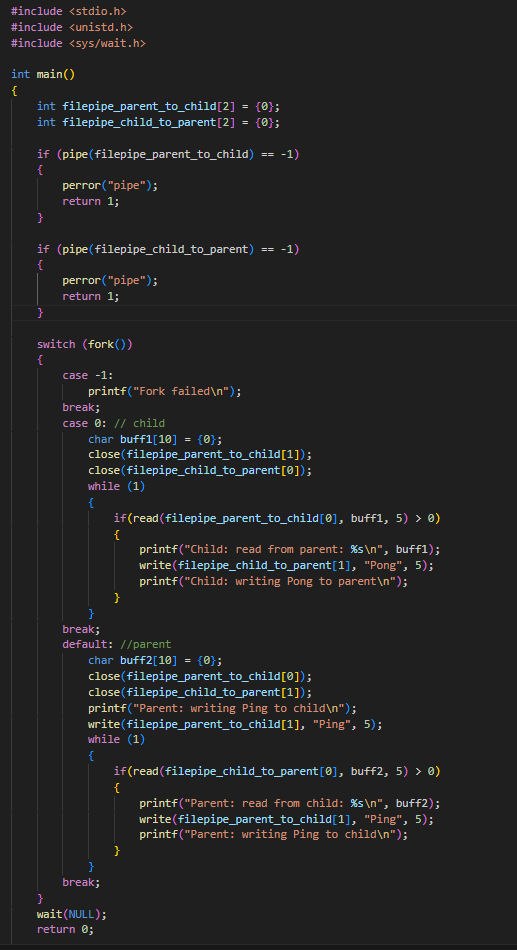 #include <stdio.h>
#include <unistd.h>
#include <sys/wait.h>

int main()
{
    int filepipe_parent_to_child[2] = {0};
    int filepipe_child_to_parent[2] = {0};

    if (pipe(filepipe_parent_to_child) == -1)
    {
        perror("pipe");
        return 1;
    }

    if (pipe(filepipe_child_to_parent) == -1)
    {
        perror("pipe");
        return 1;
    }

    switch (fork())
    {
        case -1:
            printf("Fork failed\n");
        break;
        case 0: // child
            char buff1[10] = {0};
            close(filepipe_parent_to_child[1]);
            close(filepipe_child_to_parent[0]);
            while (1)
            {
                if(read(filepipe_parent_to_child[0], buff1, 5) > 0)
                {
                    printf("Child: read from parent: %s\n", buff1);
                    write(filepipe_child_to_parent[1], "Pong", 5);
                    printf("Child: writing Pong to parent\n");
                }
            }
        break;
        default: //parent
            char buff2[10] = {0};
            close(filepipe_parent_to_child[0]);
            close(filepipe_child_to_parent[1]);
            printf("Parent: writing Ping to child\n");
            write(filepipe_parent_to_child[1], "Ping", 5);
            while (1)
            {
                if(read(filepipe_child_to_parent[0], buff2, 5) > 0)
                {
                    printf("Parent: read from child: %s\n", buff2);
                    write(filepipe_parent_to_child[1], "Ping", 5);
                    printf("Parent: writing Ping to child\n");
                }
            }
        break;
    }
    wait(NULL);
    return 0;